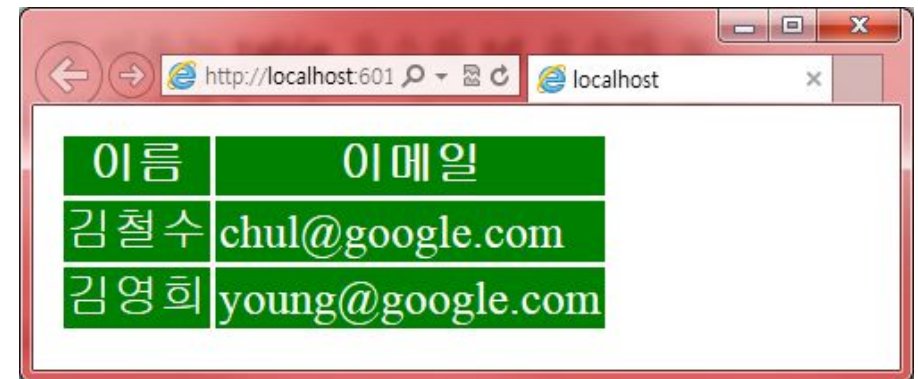 http://localhost:601 localhost
이름 이메일
김철수 chul@google.com
김영희 young@google.com